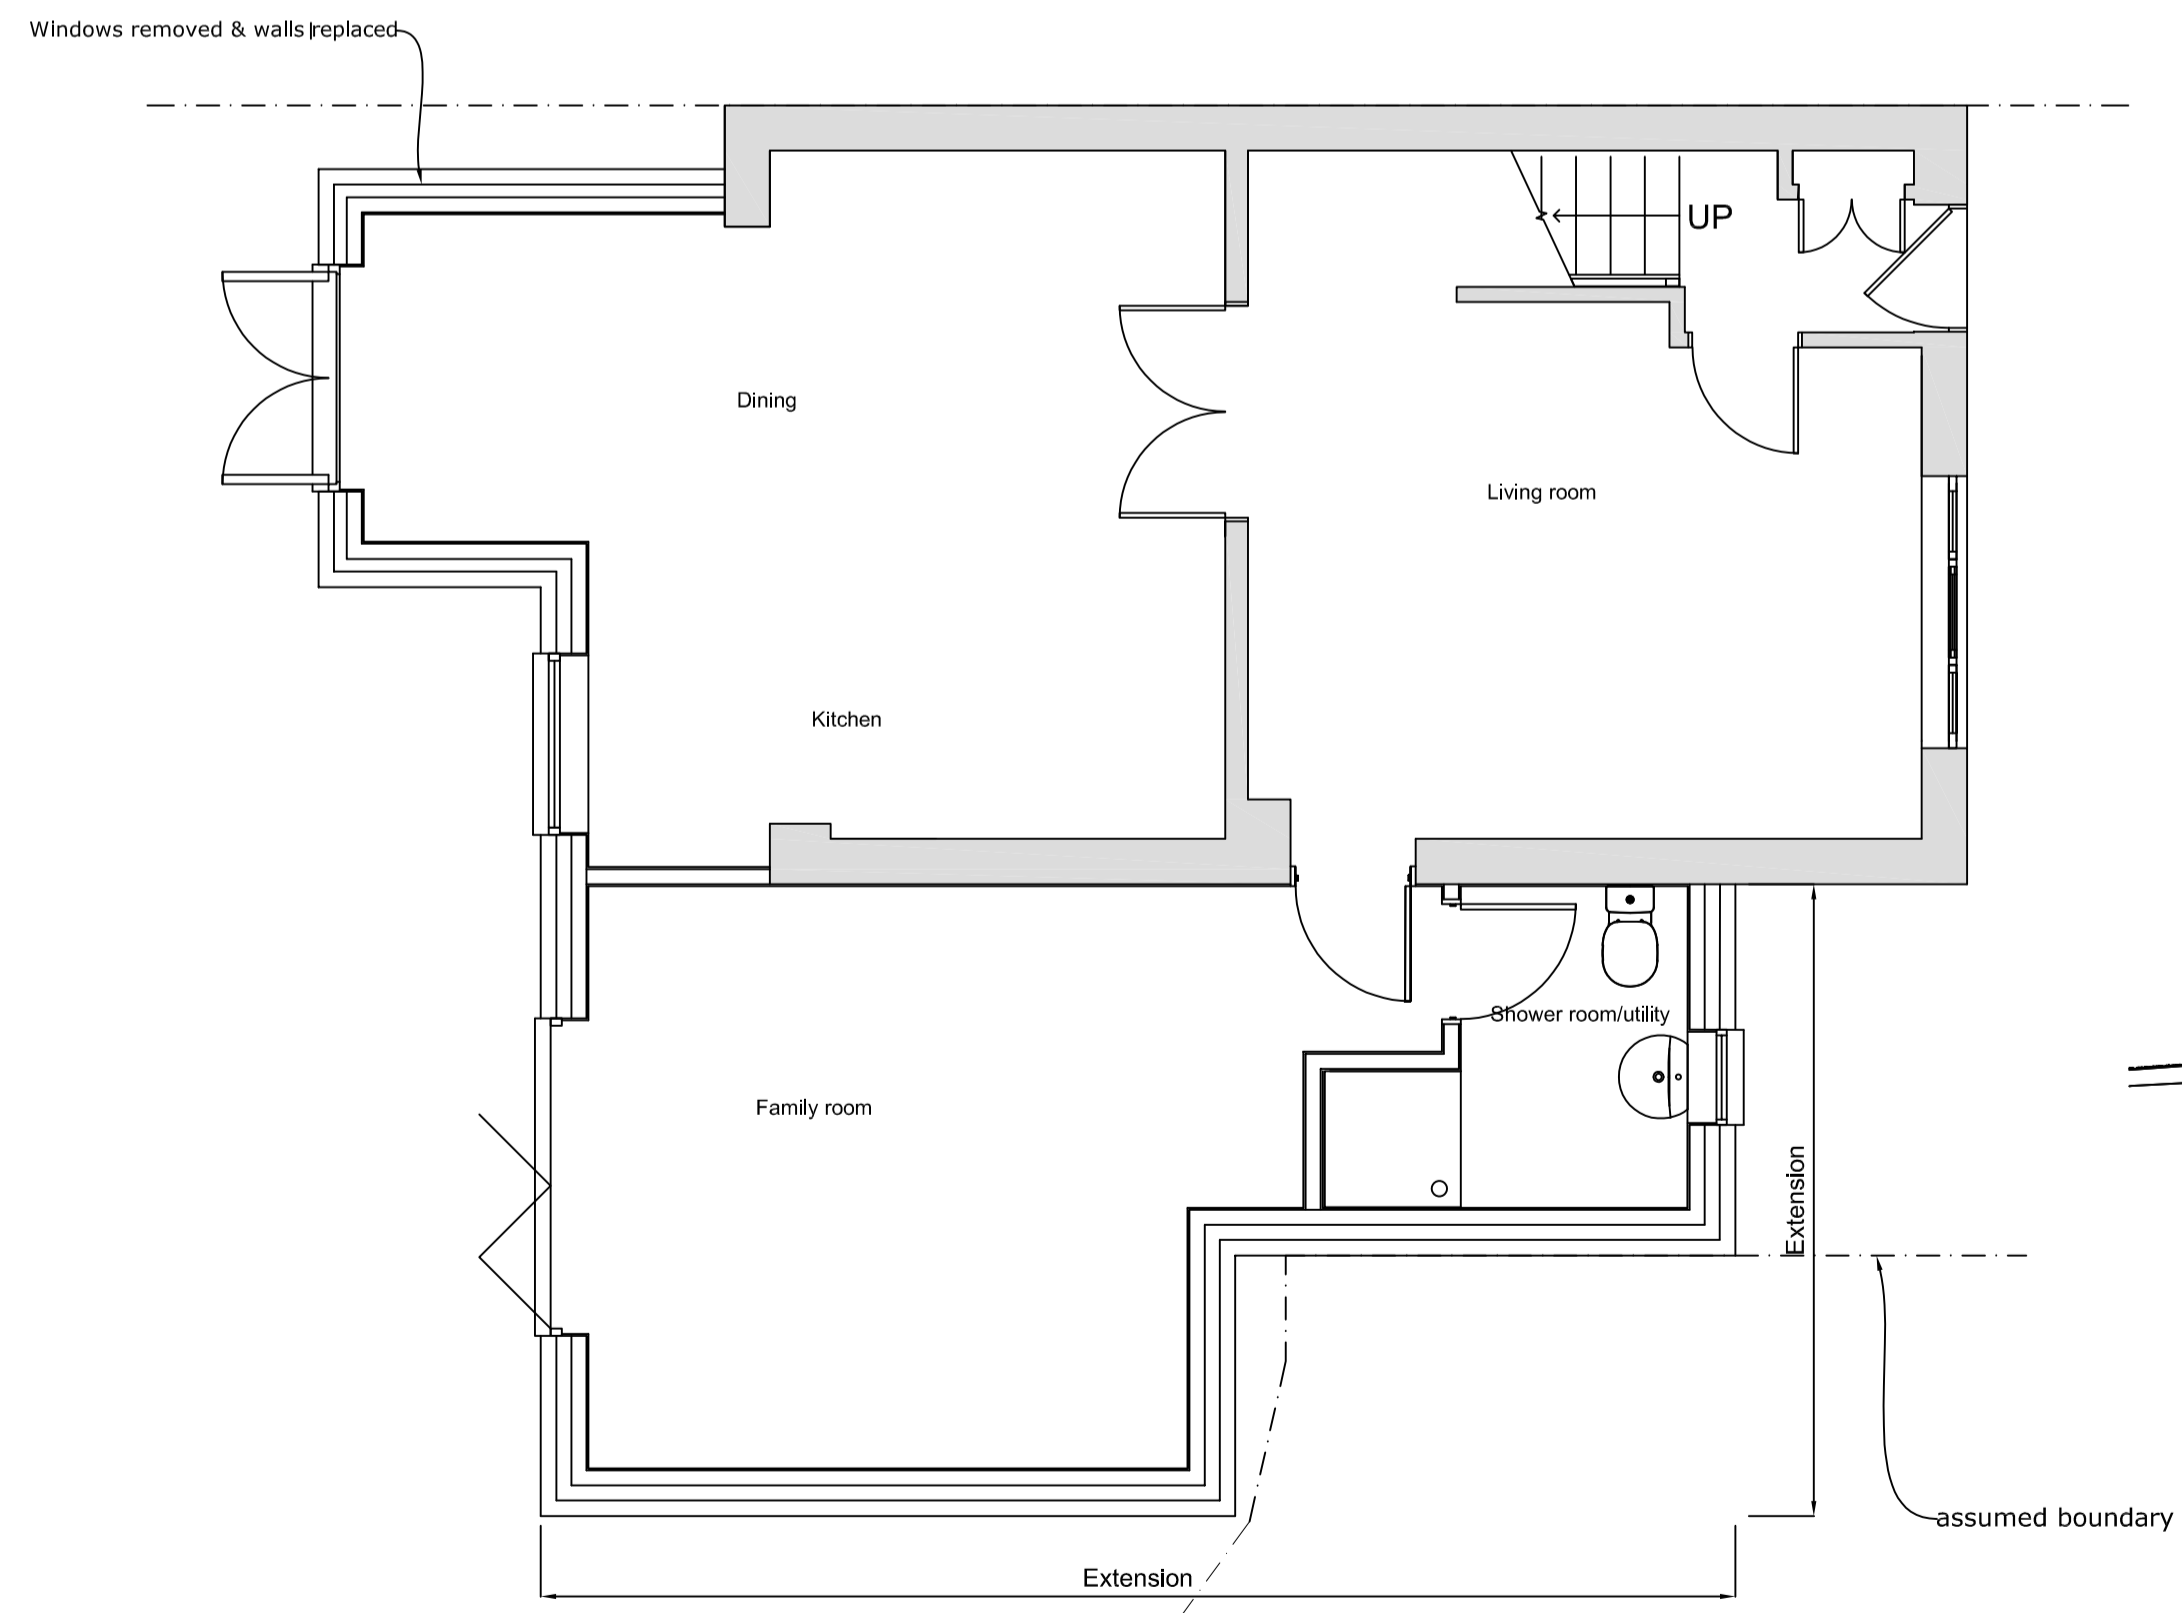 Windows removed & walls replaced
UP
Dining
Living room
Kitchen
Shower room/utility
Family room
Extension
assumed boundary
Extension